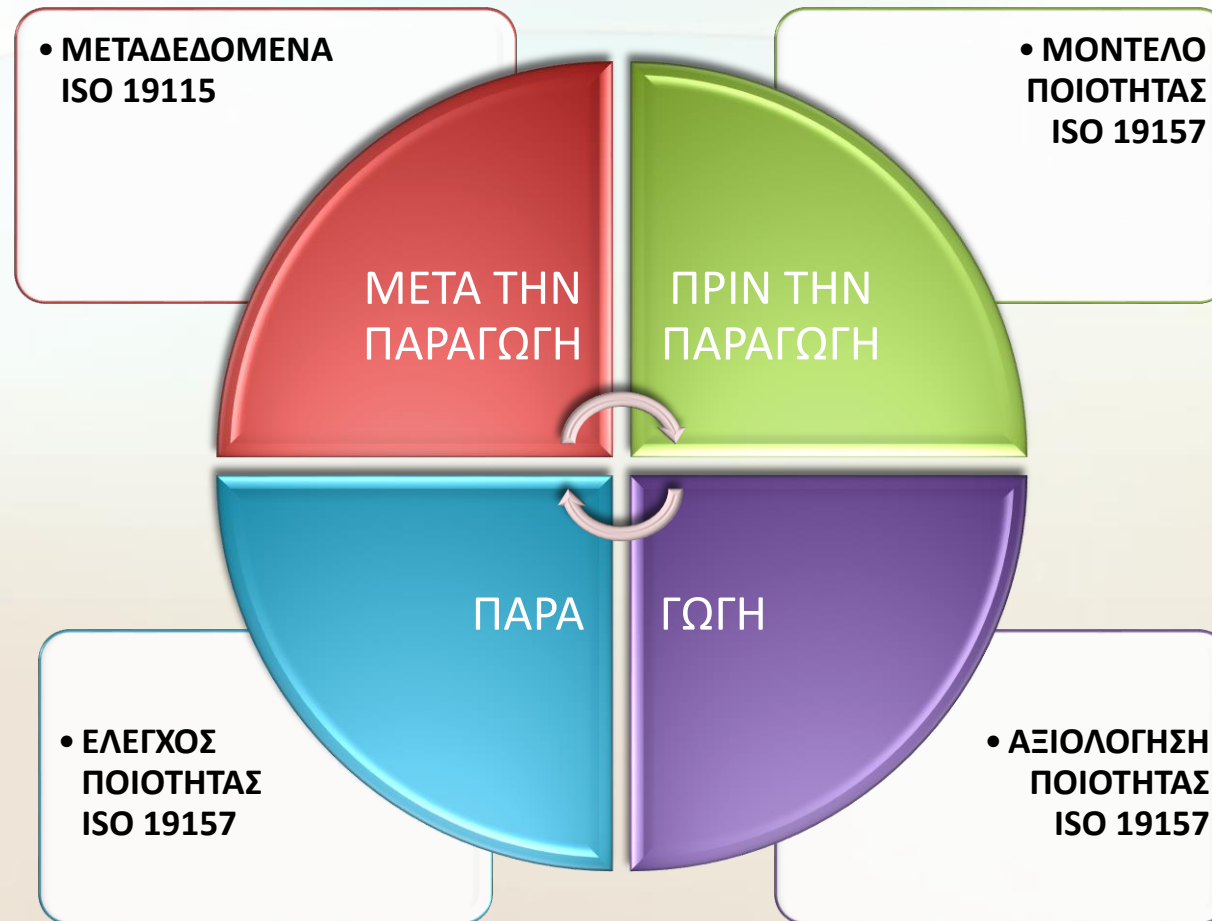 • ΜΕΤΑΔΕΔΟΜΕΝΑ
ISO 19115
• ΜΟΝΤΕΛΟ
ΠΟΙΟΤΗΤΑΣ
ISO 19157
ΜΕΤΑ ΤΗΝ
ΠΑΡΑΓΩΓΗ
ΠΡΙΝ ΤΗΝ
ΠΑΡΑΓΩΓΗ
ΠΑΡΑ
ΓΩΓΗ
• ΕΛΕΓΧΟΣ
ΠΟΙΟΤΗΤΑΣ
ISO 19157
• ΑΞΙΟΛΟΓΗΣΗ
ΠΟΙΟΤΗΤΑΣ
ISO 19157